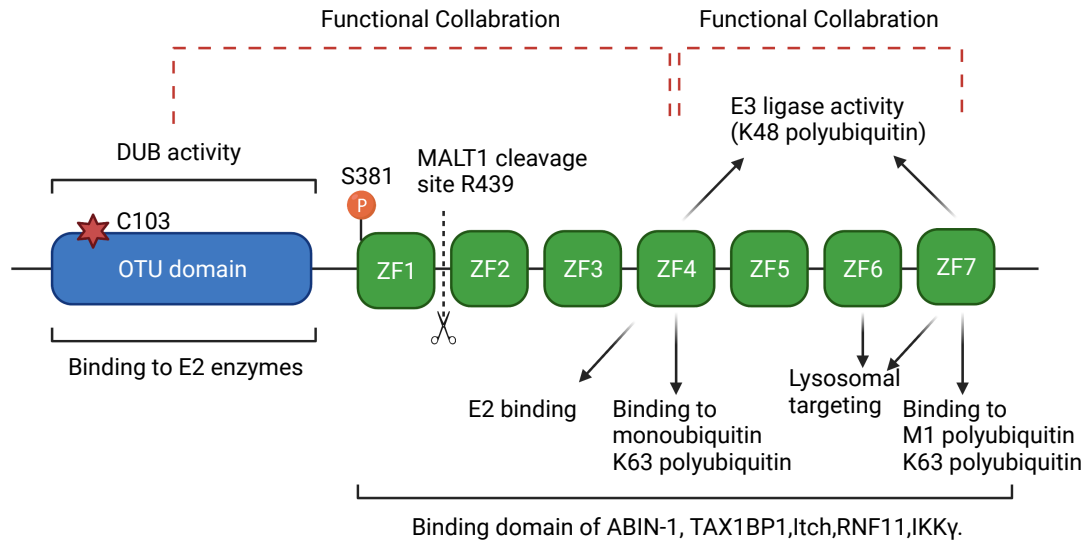 Functional Collabration
Functional Collabration
E3 ligase activity
(K48 polyubiquitin)
DUB activity
MALT1 cleavage
site R439
S381
P
C103
OTU domain
ZF1
ZF2
ZF3
ZF4
ZF5
ZF6
ZF7
Binding to E2 enzymes
E2 binding
Binding to
monoubiquitin
K63 polyubiquitin
Lysosomal
targeting
Binding to
M1 polyubiquitin
K63 polyubiquitin
Binding domain of ABIN-1, TAX1BP1,Itch,RNF11,IKKγ.